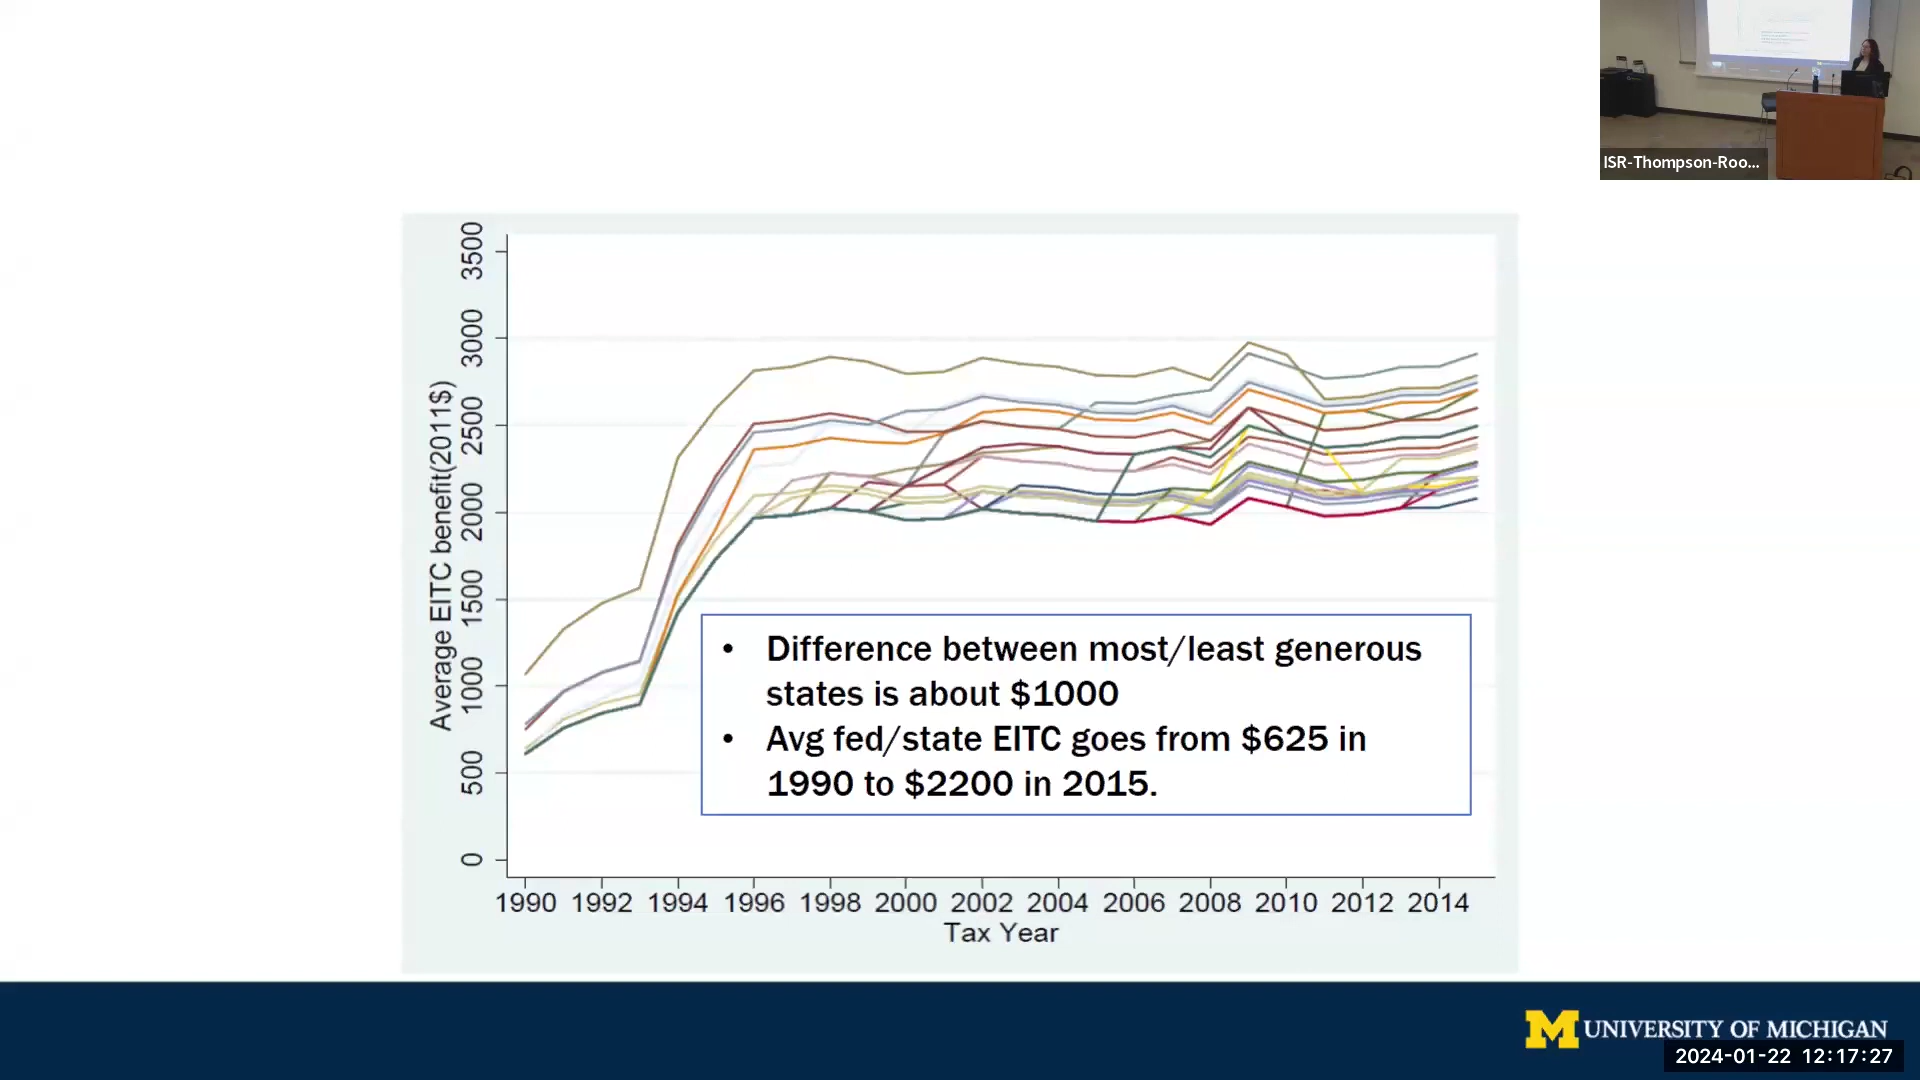 ISR-Thompson-Roo...
Average EITC benefit(2011$)
3500
3000
2500
2000
1500
1000
500
0
• Difference between most/least generous
states is about $1000
• Avg fed/state EITC goes from $625 in
1990 to $2200 in 2015.
1990 1992 1994 1996 1998 2000 2002 2004 2006 2008 2010 2012 2014
Tax Year
M UNIVERSITY OF MICHIGAN
2024-01-22 12:17:27